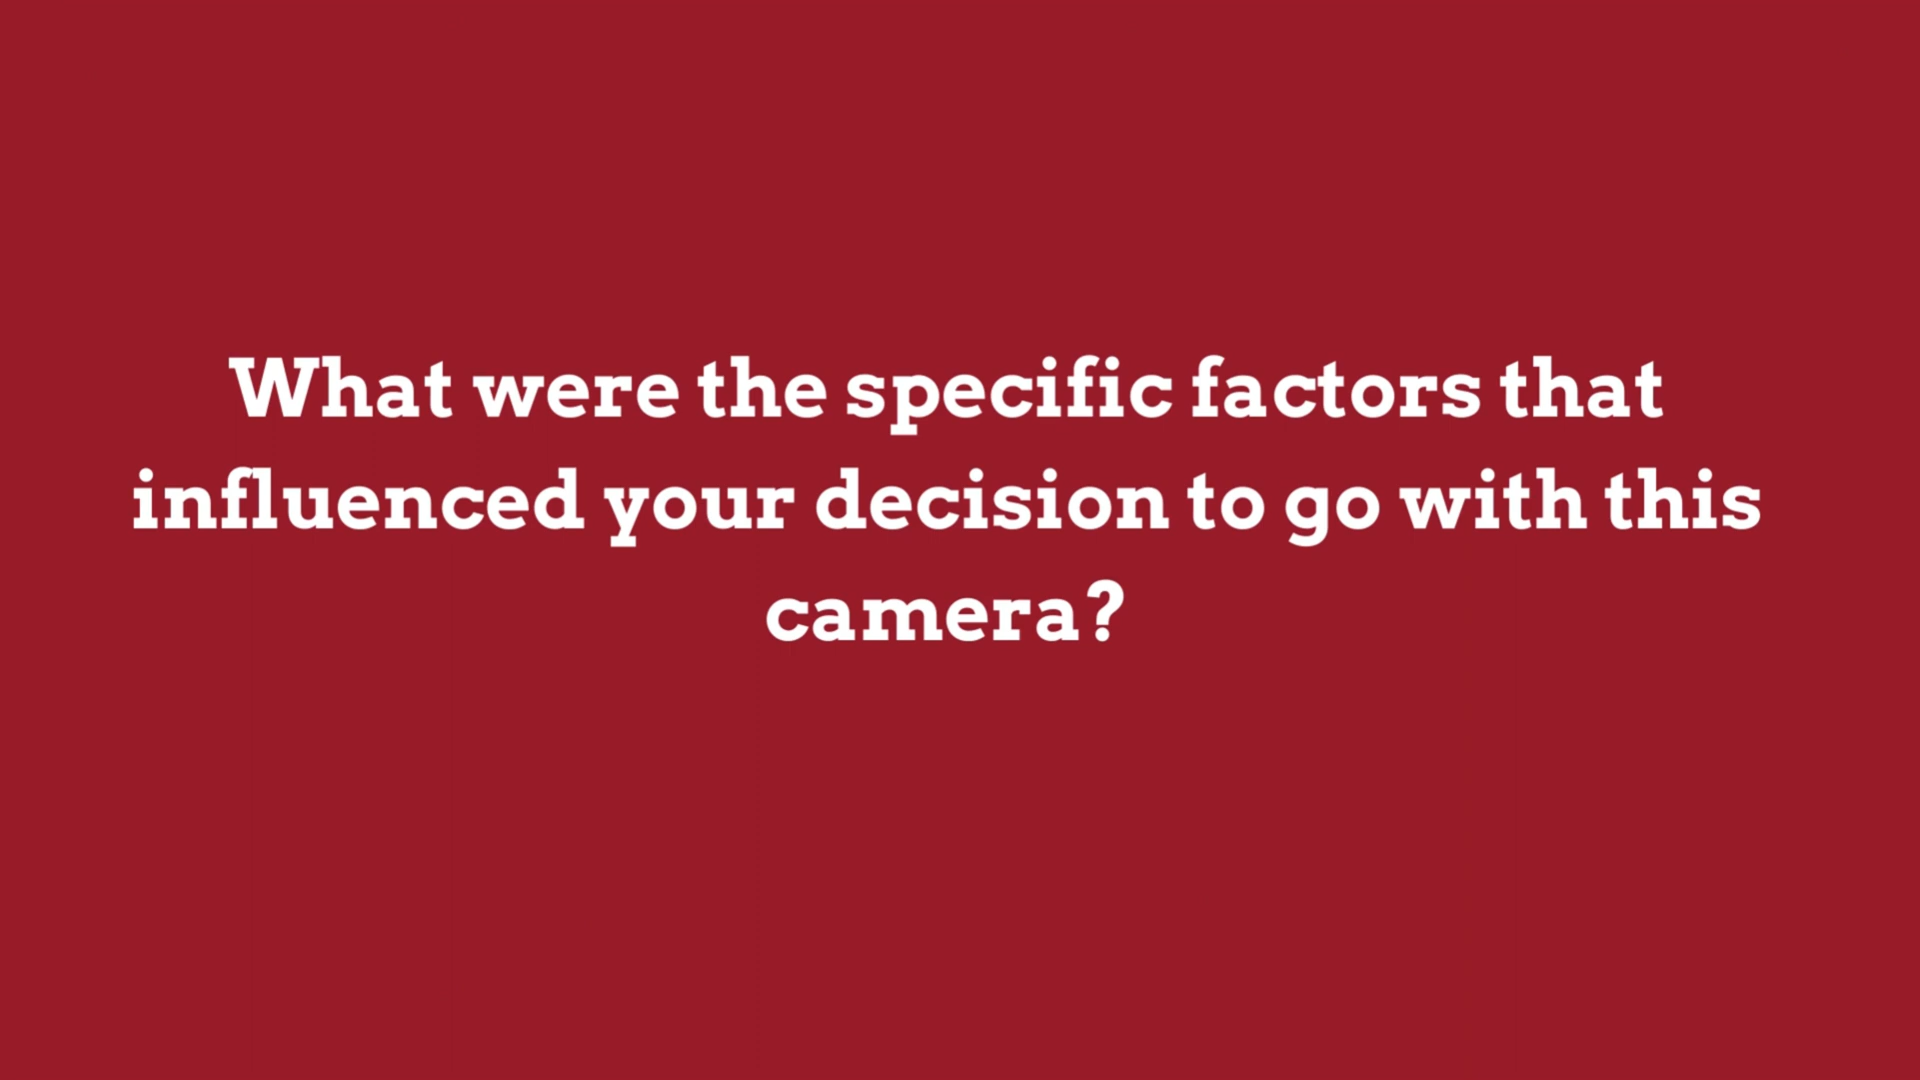 What were the specific factors that
influenced your decision to go with this
camera?